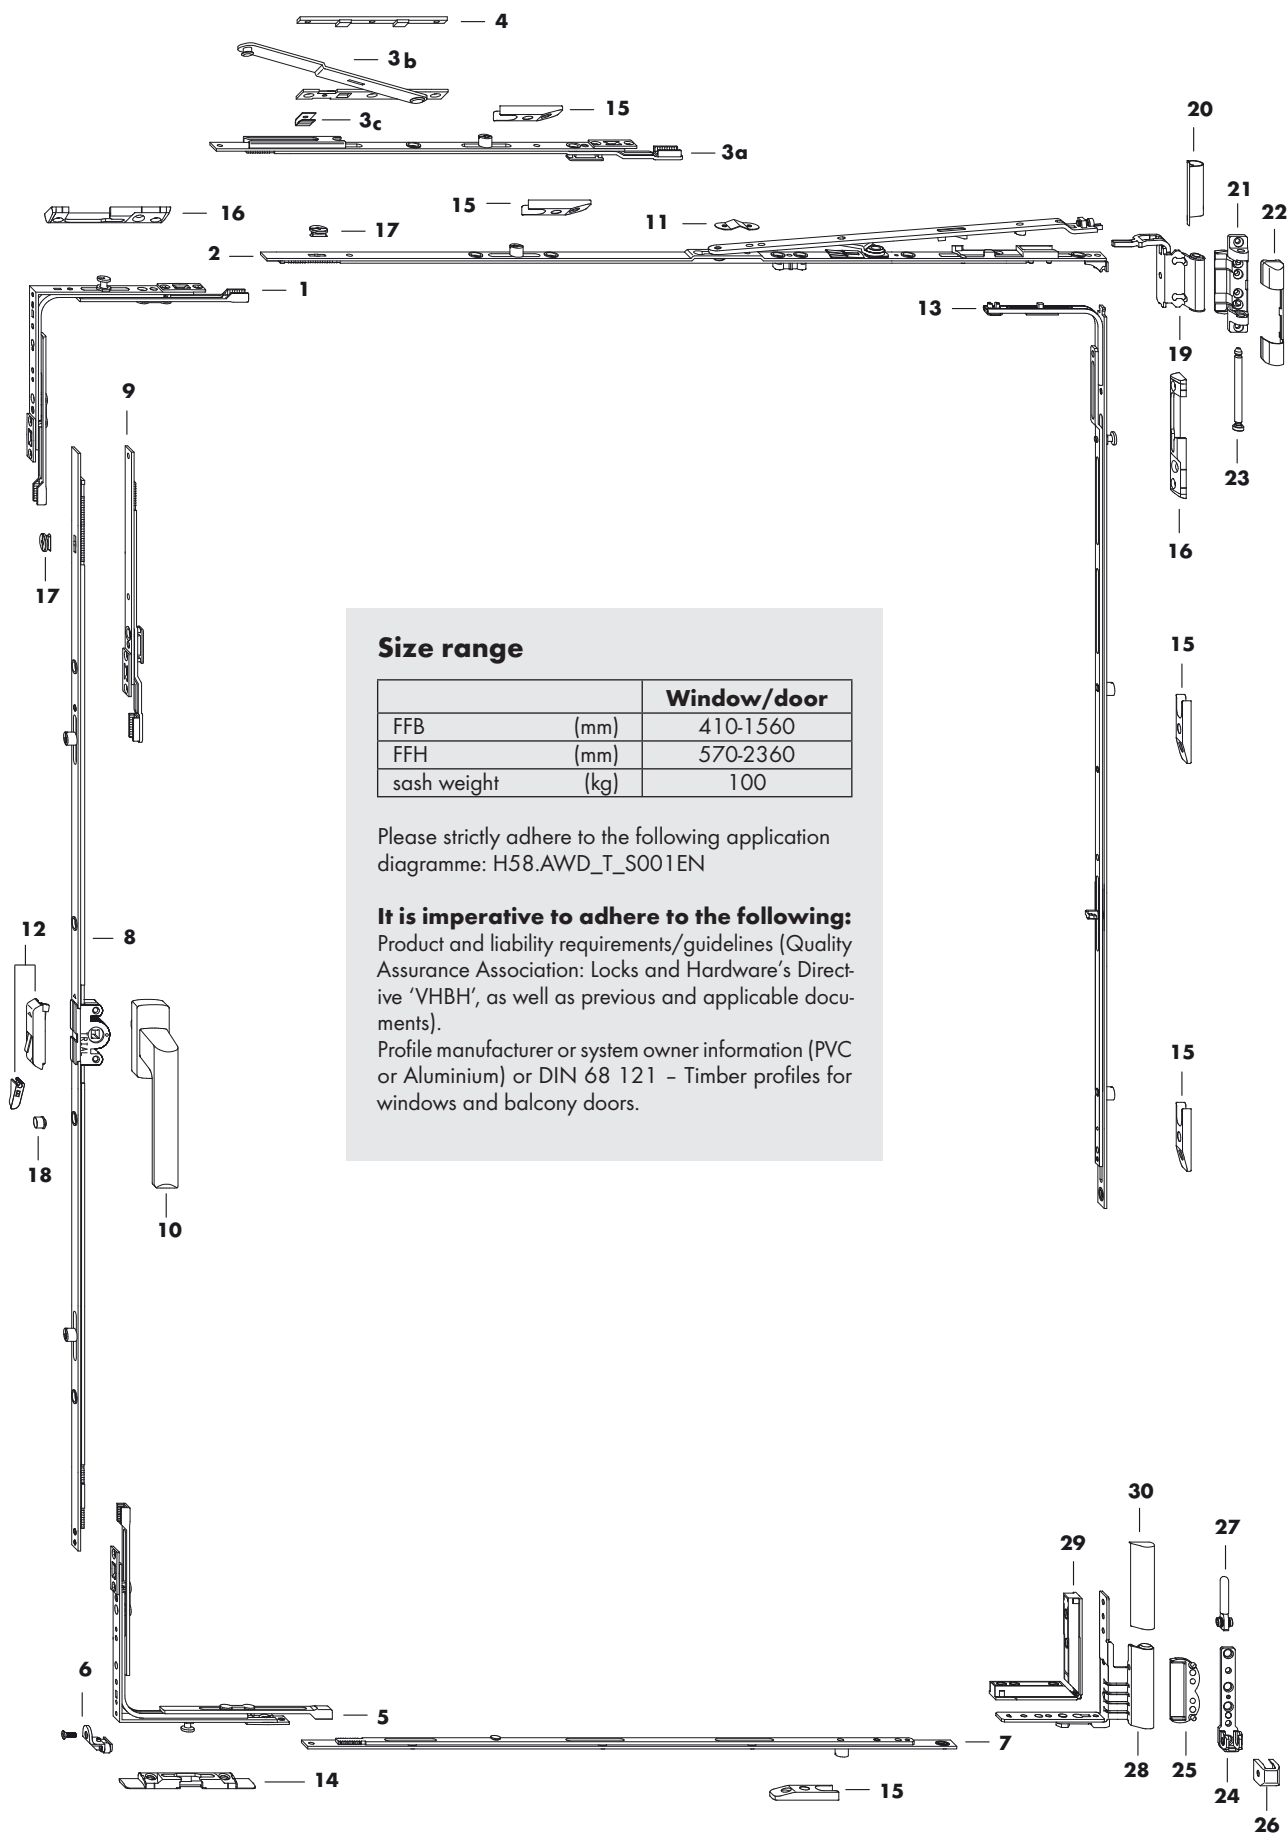 4
3b
15
3c
20
3a
21
16
15
11
22
17
2
1
13
19
9
23
16
17
15
Size range
Window/door
FFB (mm) 410-1560
FFH (mm) 570-2360
sash weight (kg) 100
Please strictly adhere to the following application
diagramme: H58.AWD_T_S001EN
It is imperative to adhere to the following:
Product and liability requirements/guidelines (Quality
Assurance Association: Locks and Hardware's Direct-
ive 'VHBH', as well as previous and applicable docu-
ments).
Profile manufacturer or system owner information (PVC
or Aluminium) or DIN 68 121 – Timber profiles for
windows and balcony doors.
12
8
15
18
10
30
27
29
6
5
7
14
15
28
25
24
26